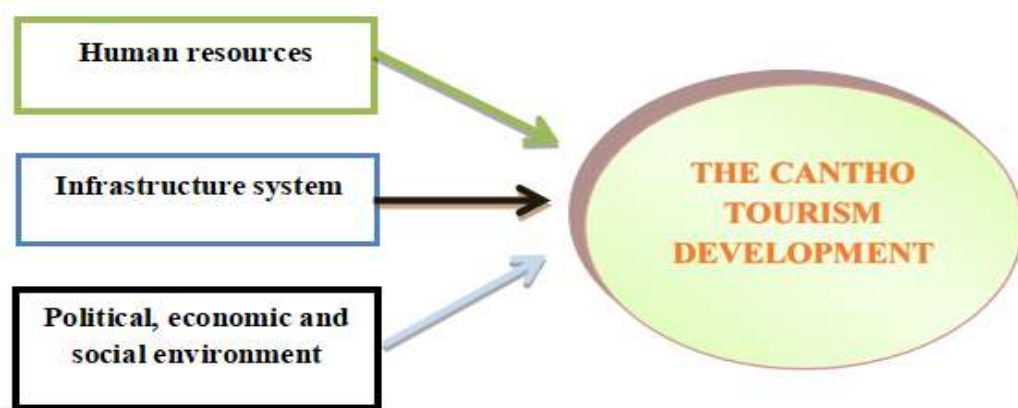 Human resources
Infrastructure system
Political, economic and
social environment
THE CANTHO
TOURISM
DEVELOPMENT